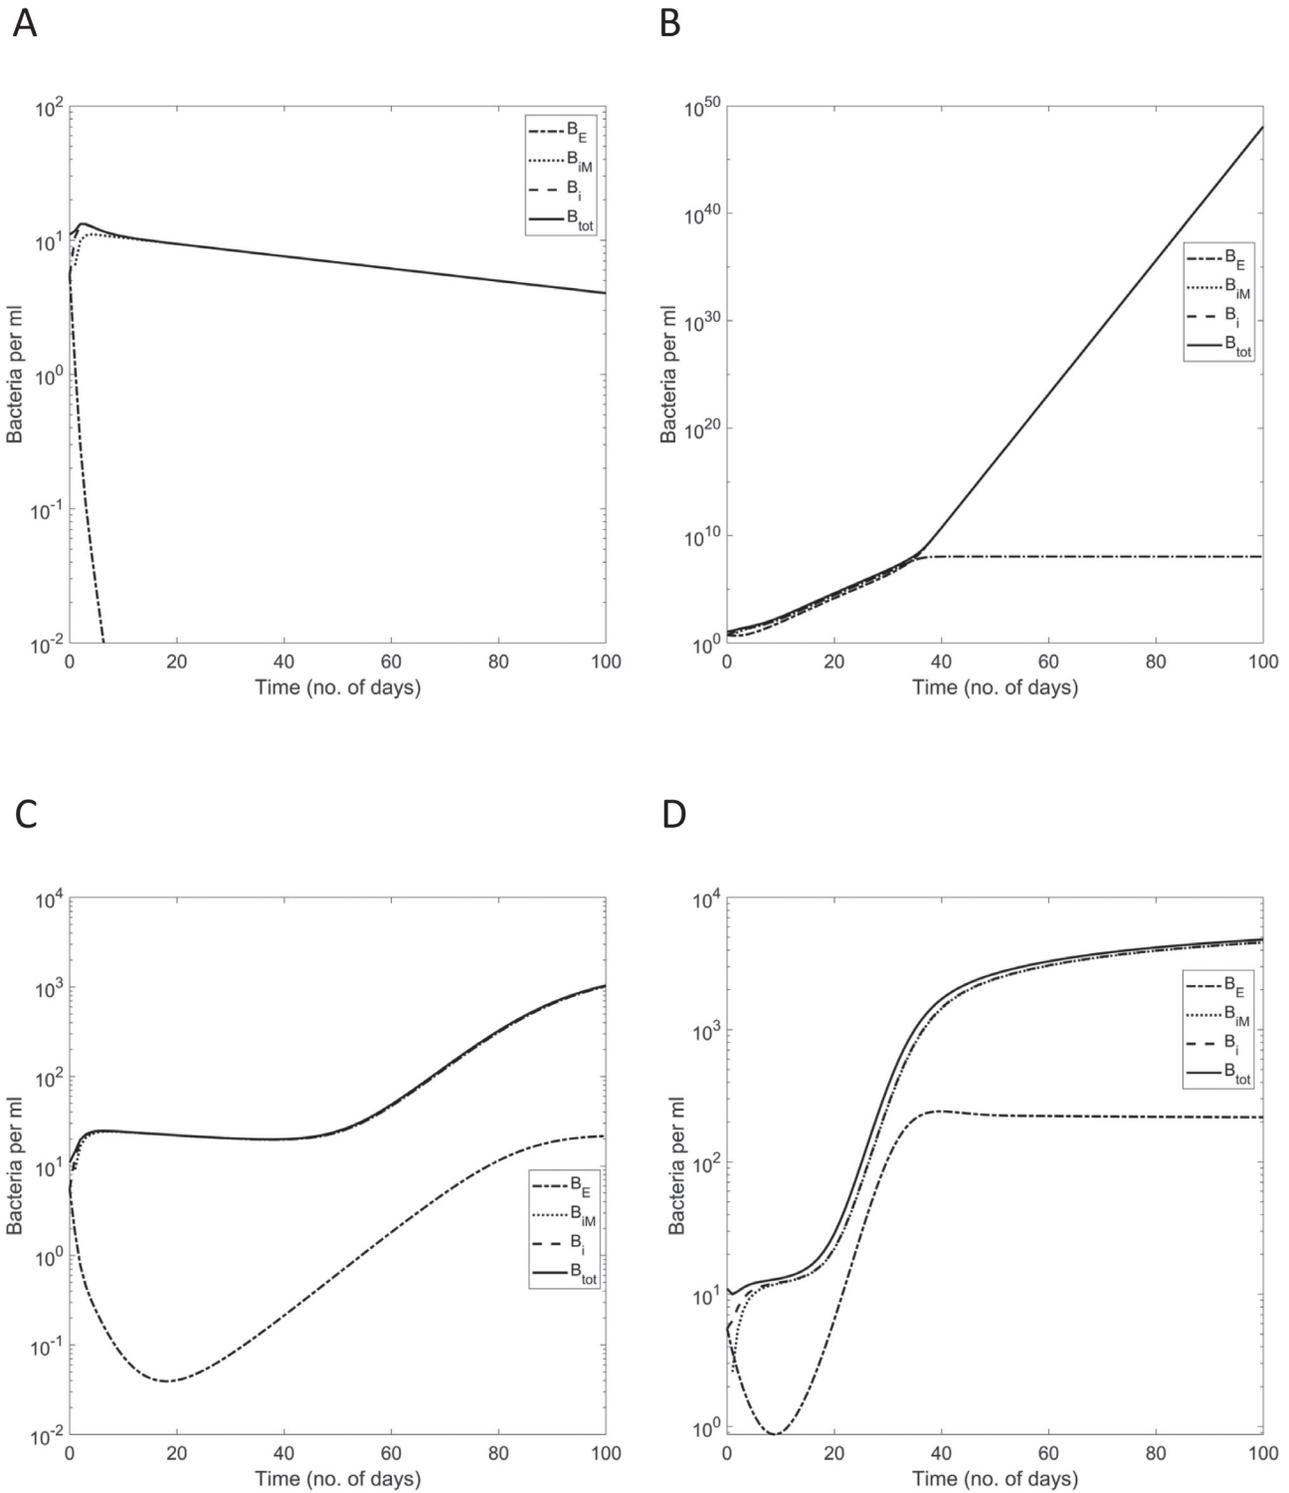 A
10^2
10^1
10^0
10^-1
10^-2
Bacteria per ml
0 20 40 60 80 100
Time (no. of days)
B_E
B_iM
B_i
B_tot
B
10^50
10^40
10^30
10^20
10^10
10^0
Bacteria per ml
0 20 40 60 80 100
Time (no. of days)
B_E
B_iM
B_i
B_tot
C
10^4
10^3
10^2
10^1
10^0
10^-1
10^-2
Bacteria per ml
0 20 40 60 80 100
Time (no. of days)
B_E
B_iM
B_i
B_tot
D
10^4
10^3
10^2
10^1
10^0
Bacteria per ml
0 20 40 60 80 100
Time (no. of days)
B_E
B_iM
B_i
B_tot